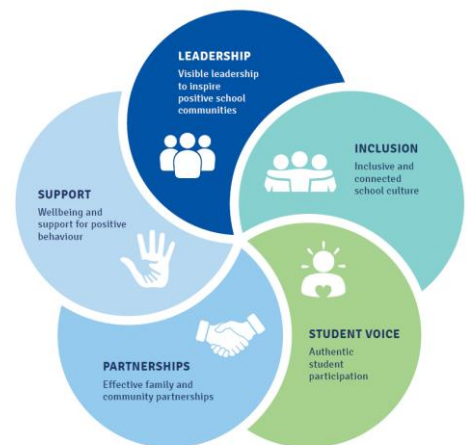 LEADERSHIP
Visible leadership
to inspire
positive school
communities
INCLUSION
Inclusive and
connected
school culture
STUDENT VOICE
Authentic
student
participation
PARTNERSHIPS
Effective family and
community partnerships
SUPPORT
Wellbeing and
support for positive
behaviour